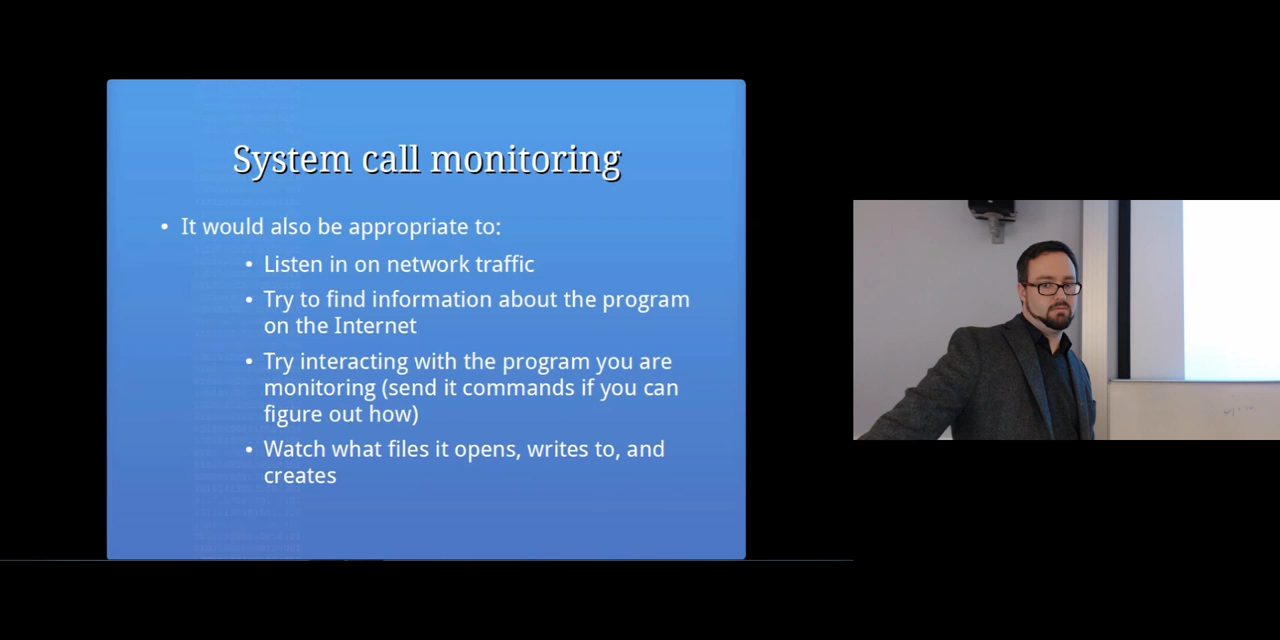 System call monitoring
• It would also be appropriate to:
• Listen in on network traffic
• Try to find information about the program
on the Internet
• Try interacting with the program you are
monitoring (send it commands if you can
figure out how)
• Watch what files it opens, writes to, and
creates